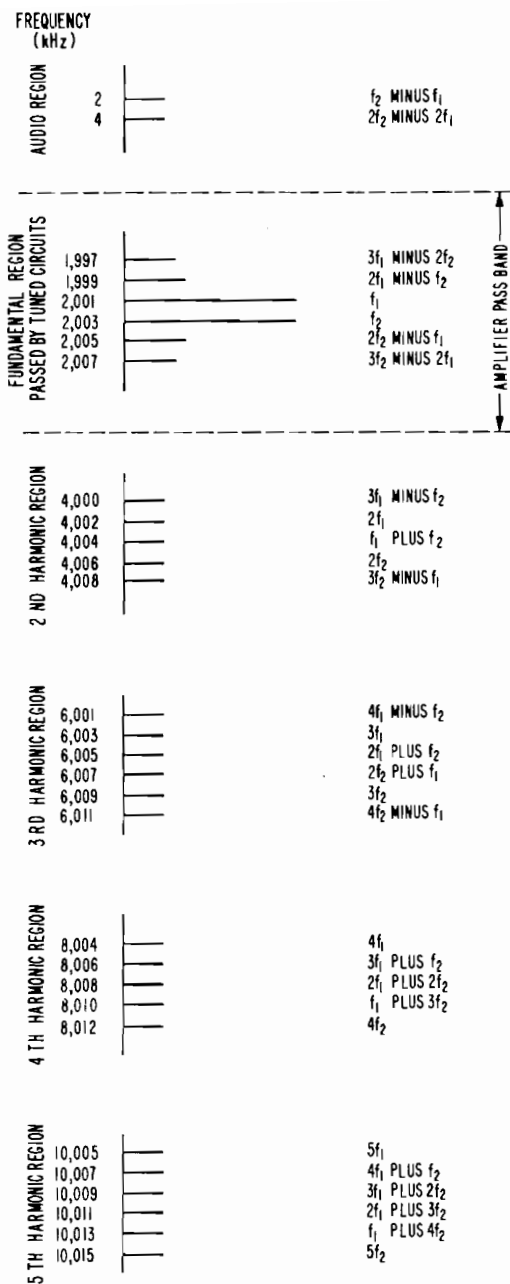 FREQUENCY
(kHz)
AUDIO REGION
2 f₂ MINUS f₁
4 2f₂ MINUS 2f₁
FUNDAMENTAL REGION
PASSED BY TUNED CIRCUITS
1,997 3f₁ MINUS 2f₂
1,999 2f₁ MINUS f₂
2,001 f₁
2,003 f₂
2,005 2f₂ MINUS f₁
2,007 3f₂ MINUS 2f₁
AMPLIFIER PASS BAND
2 ND HARMONIC REGION
4,000 3f₁ MINUS f₂
4,002 2f₁
4,004 f₁ PLUS f₂
4,006 2f₂
4,008 3f₂ MINUS f₁
3 RD HARMONIC REGION
6,001 4f₁ MINUS f₂
6,003 3f₁
6,005 2f₁ PLUS f₂
6,007 2f₂ PLUS f₁
6,009 3f₂
6,011 4f₂ MINUS f₁
4 TH HARMONIC REGION
8,004 4f₁
8,006 3f₁ PLUS f₂
8,008 2f₁ PLUS 2f₂
8,010 f₁ PLUS 3f₂
8,012 4f₂
5 TH HARMONIC REGION
10,005 5f₁
10,007 4f₁ PLUS f₂
10,009 3f₁ PLUS 2f₂
10,011 2f₁ PLUS 3f₂
10,013 f₁ PLUS 4f₂
10,015 5f₂